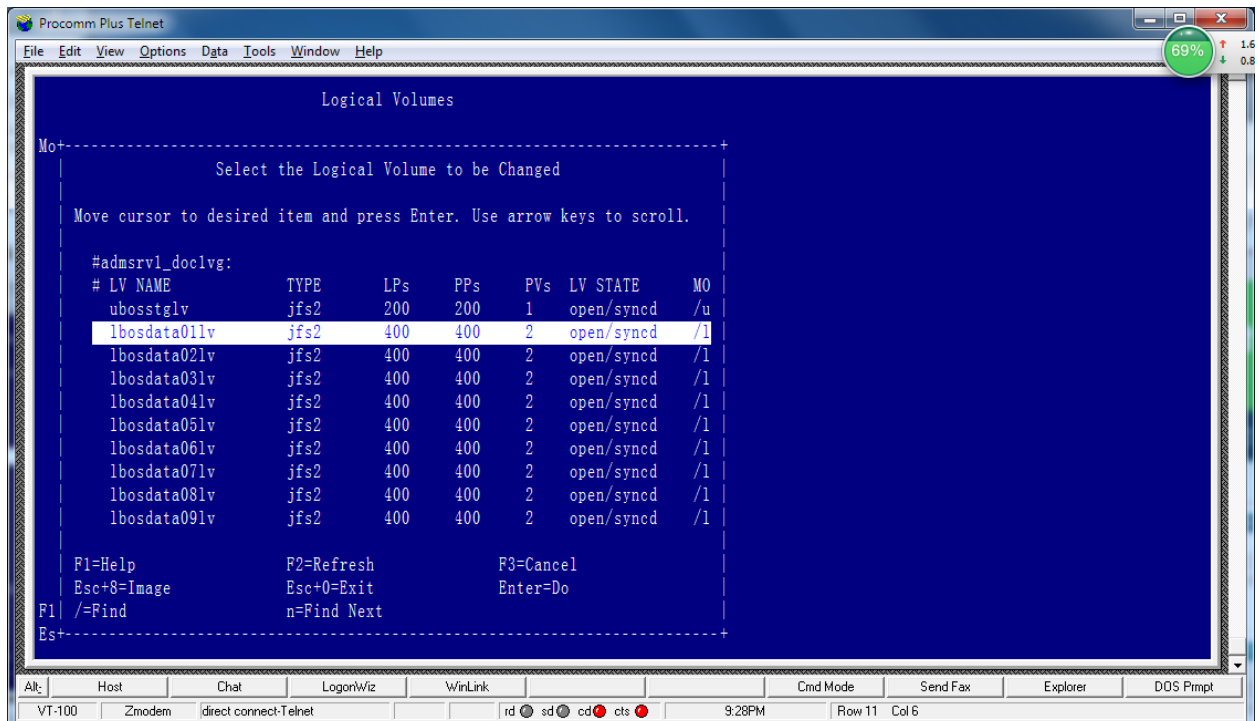 Procomm Plus Telnet
File Edit View Options Data Tools Window Help
69%
1.6
0.8
Logical Volumes
Mo+--------------------------------------------------------------------------+
Select the Logical Volume to be Changed
Move cursor to desired item and press Enter. Use arrow keys to scroll.
#admsrv1_doc1vg:
# LV NAME TYPE LPs PPs PVs LV STATE MO
ubosstglv jfs2 200 200 1 open/syncd /u
lbosdata01lv jfs2 400 400 2 open/syncd /l
lbosdata02lv jfs2 400 400 2 open/syncd /l
lbosdata03lv jfs2 400 400 2 open/syncd /l
lbosdata04lv jfs2 400 400 2 open/syncd /l
lbosdata05lv jfs2 400 400 2 open/syncd /l
lbosdata06lv jfs2 400 400 2 open/syncd /l
lbosdata07lv jfs2 400 400 2 open/syncd /l
lbosdata08lv jfs2 400 400 2 open/syncd /l
lbosdata09lv jfs2 400 400 2 open/syncd /l
F1=Help F2=Refresh F3=Cancel
Esc+8=Image Esc+0=Exit Enter=Do
F1| /=Find n=Find Next
Es+--------------------------------------------------------------------------+
Alt- Host Chat LogonWiz WinLink Cmd Mode Send Fax Explorer DOS Prmpt
VT-100 Zmodem direct connect-Telnet rd sd cd cts 9:28PM Row 11 Col 6